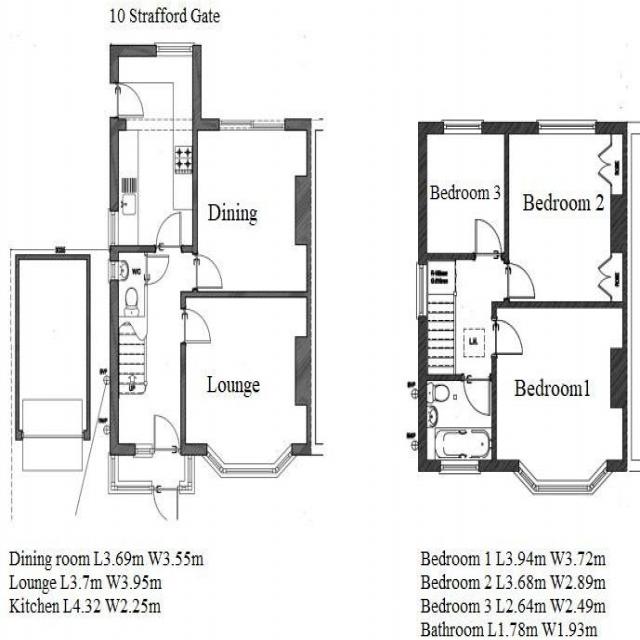 10 Strafford Gate
Dining
WC
UP
Lounge
Bedroom 3
Bedroom 2
L.H.
Bedroom1
Dining room L3.69m W3.55m
Lounge L3.7m W3.95m
Kitchen L4.32 W2.25m
Bedroom 1 L3.94m W3.72m
Bedroom 2 L3.68m W2.89m
Bedroom 3 L2.64m W2.49m
Bathroom L1.78m W1.93m